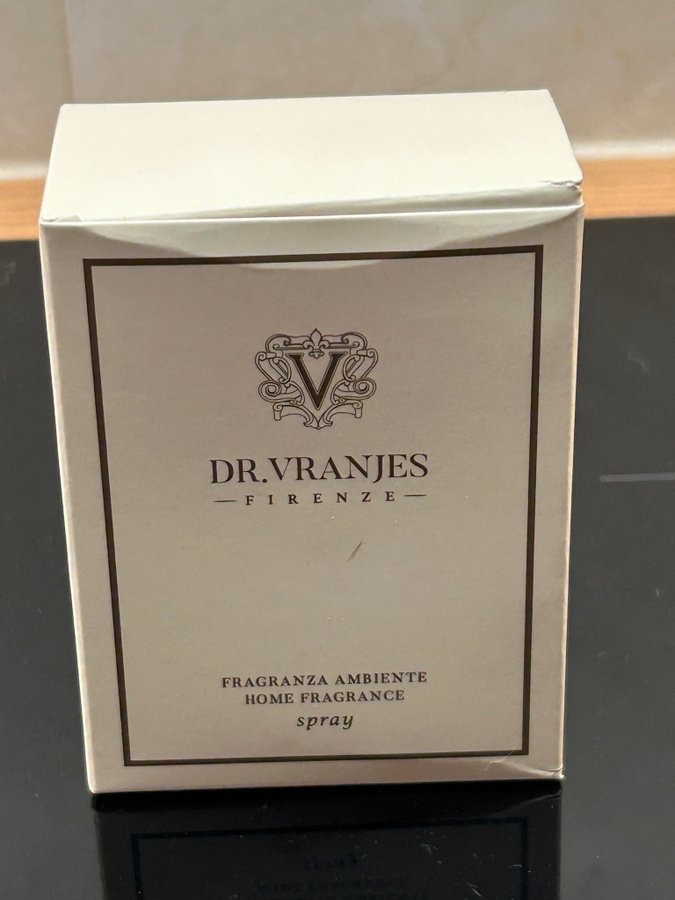 V
DR.VRANJES
FIRENZE
FRAGRANZA AMBIENTE
HOME FRAGRANCE
spray